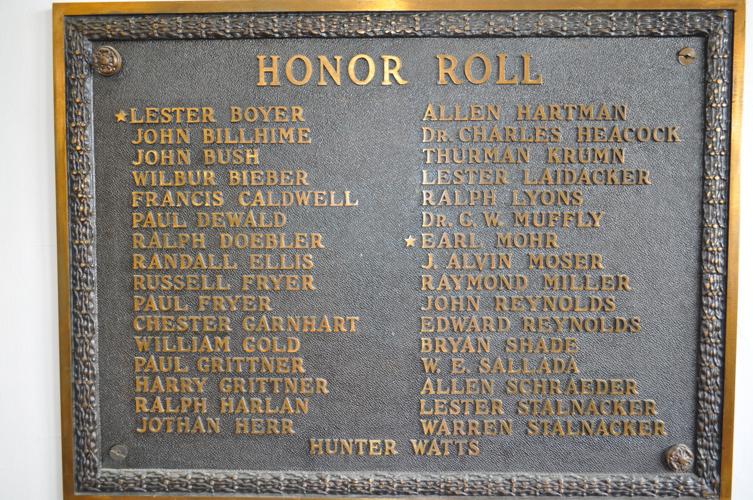 HONOR ROLL
★LESTER BOYER
JOHN BILLHIME
JOHN BUSH
WILBUR BIEBER
FRANCIS CALDWELL
PAUL DEWALD
RALPH DOEBLER
RANDALL ELLIS
RUSSELL FRYER
PAUL FRYER
CHESTER GARNHART
WILLIAM GOLD
PAUL GRITTNER
HARRY GRITTNER
RALPH HARLAN
JOTHAN HERR
ALLEN HARTMAN
DR. CHARLES HEACOCK
THURMAN KRUMN
LESTER LAIDACKER
RALPH LYONS
DR. G. W. MUFFLY
★EARL MOHR
J. ALVIN MOSER
RAYMOND MILLER
JOHN REYNOLDS
EDWARD REYNOLDS
BRYAN SHADE
W. E. SALLADA
ALLEN SCHRAEDER
LESTER STALNACKER
WARREN STALNACKER
HUNTER WATTS